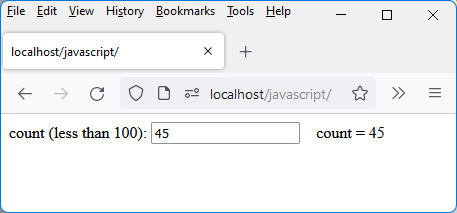 File Edit View History Bookmarks Tools Help
localhost/javascript/
localhost/javascript/
count (less than 100): 45 count = 45